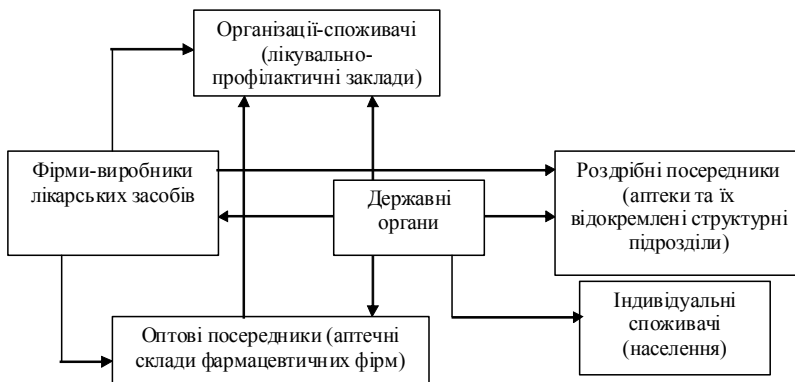 Організації-споживачі
(лікувально-
профілактичні заклади)
Фірми-виробники
лікарських засобів
Державні
органи
Роздрібні посередники
(аптеки та їх
відокремлені структурні
підрозділи)
Оптові посередники (аптечні
склади фармацевтичних фірм)
Індивідуальні
споживачі
(населення)